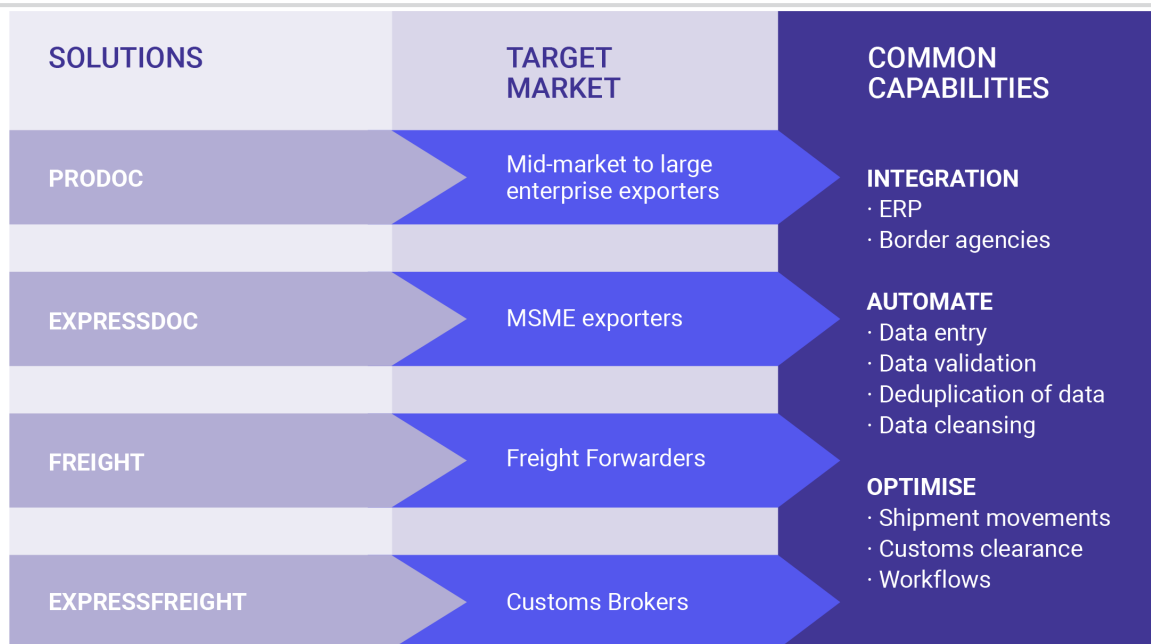 SOLUTIONS
TARGET
MARKET
COMMON
CAPABILITIES
PRODOC
Mid-market to large
enterprise exporters
EXPRESSDOC
MSME exporters
FREIGHT
Freight Forwarders
EXPRESSFREIGHT
Customs Brokers
INTEGRATION
· ERP
· Border agencies
AUTOMATE
· Data entry
· Data validation
· Deduplication of data
· Data cleansing
OPTIMISE
· Shipment movements
· Customs clearance
· Workflows